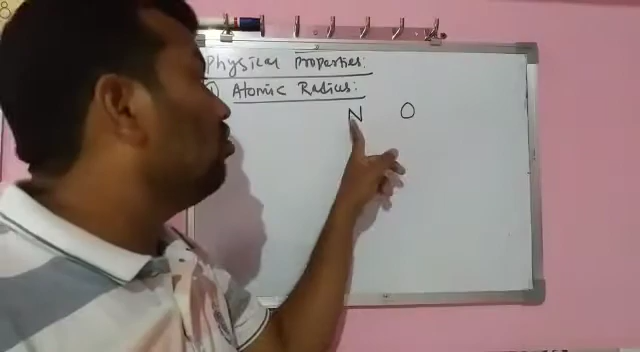 Physical Properties:
① Atomic Radius:
N O